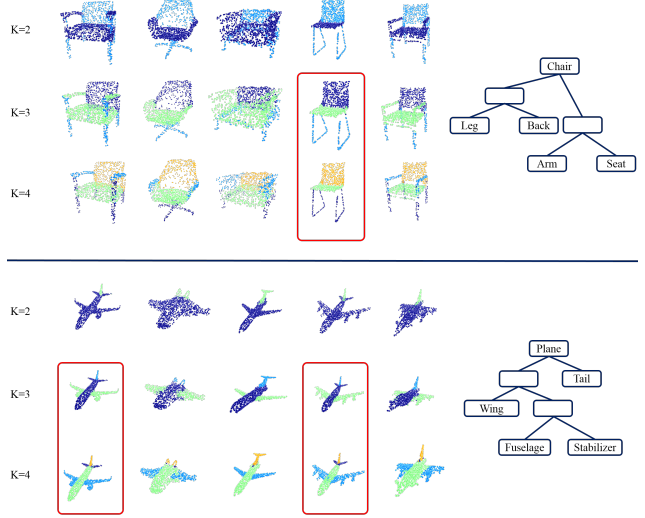 K=2
K=3
K=4
Chair
Leg
Back
Arm
Seat
K=2
K=3
K=4
Plane
Tail
Wing
Fuselage
Stabilizer